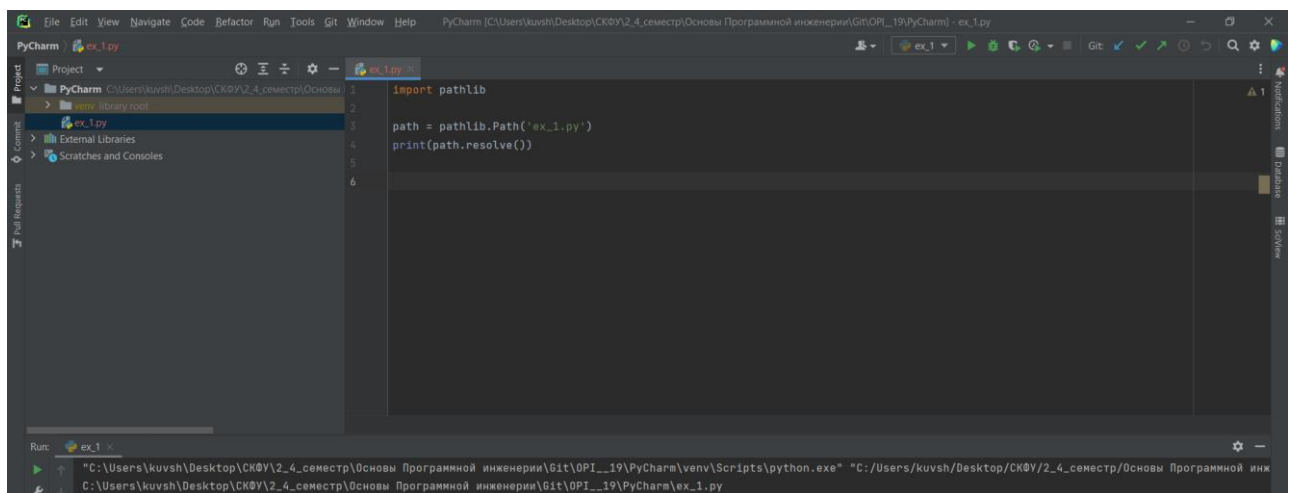 File Edit View Navigate Code Refactor Run Tools Git Window Help PyCharm [C:\Users\kuvsh\Desktop\СКФУ\2_4_семестр\Основы Программной инженерии\Git\OPI__19\PyCharm] - ex_1.py
PyCharm ex_1.py ex_1 Git:
Project ex_1.py
PyCharm C:\Users\kuvsh\Desktop\СКФУ\2_4_семестр\Основы
venv library root
ex_1.py
External Libraries
Scratches and Consoles
1 import pathlib
2
3 path = pathlib.Path('ex_1.py')
4 print(path.resolve())
5
6
1
Project
Commit
Pull Requests
Notifications
Database
SciView
Run: ex_1
"C:\Users\kuvsh\Desktop\СКФУ\2_4_семестр\Основы Программной инженерии\Git\OPI__19\PyCharm\venv\Scripts\python.exe" "C:/Users/kuvsh/Desktop/СКФУ/2_4_семестр/Основы Программной инж
C:\Users\kuvsh\Desktop\СКФУ\2_4_семестр\Основы Программной инженерии\Git\OPI__19\PyCharm\ex_1.py